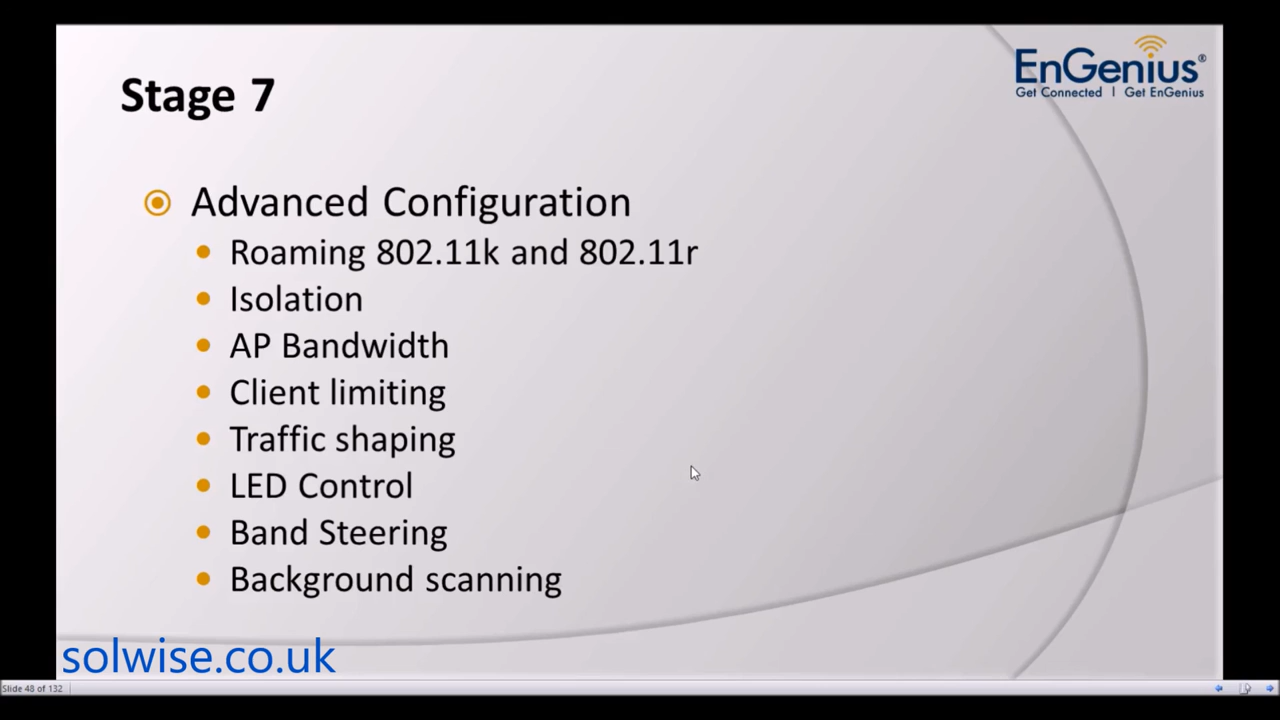 EnGenius®
Get Connected | Get EnGenius
Stage 7
Advanced Configuration
Roaming 802.11k and 802.11r
Isolation
AP Bandwidth
Client limiting
Traffic shaping
LED Control
Band Steering
Background scanning
solwise.co.uk
Slide 48 of 132